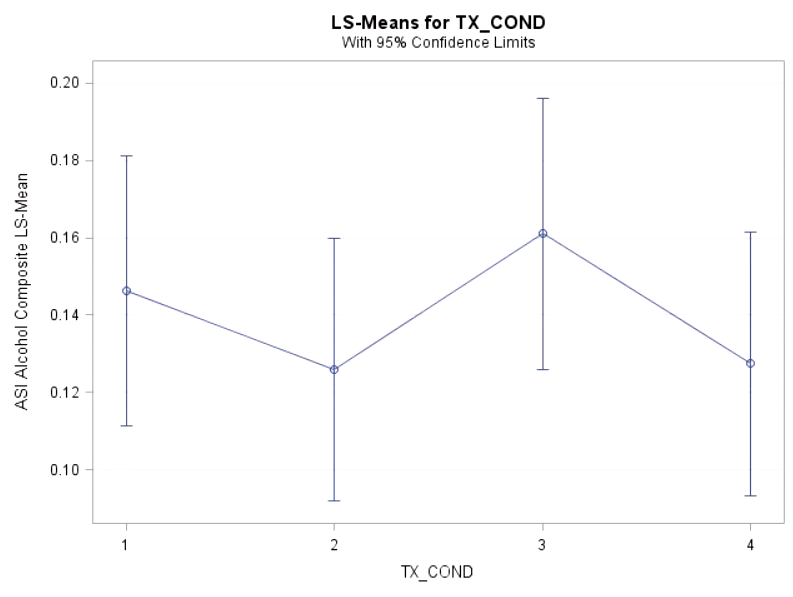 LS-Means for TX_COND
With 95% Confidence Limits
ASI Alcohol Composite LS-Mean
0.20
0.18
0.16
0.14
0.12
0.10
1 2 3 4
TX_COND